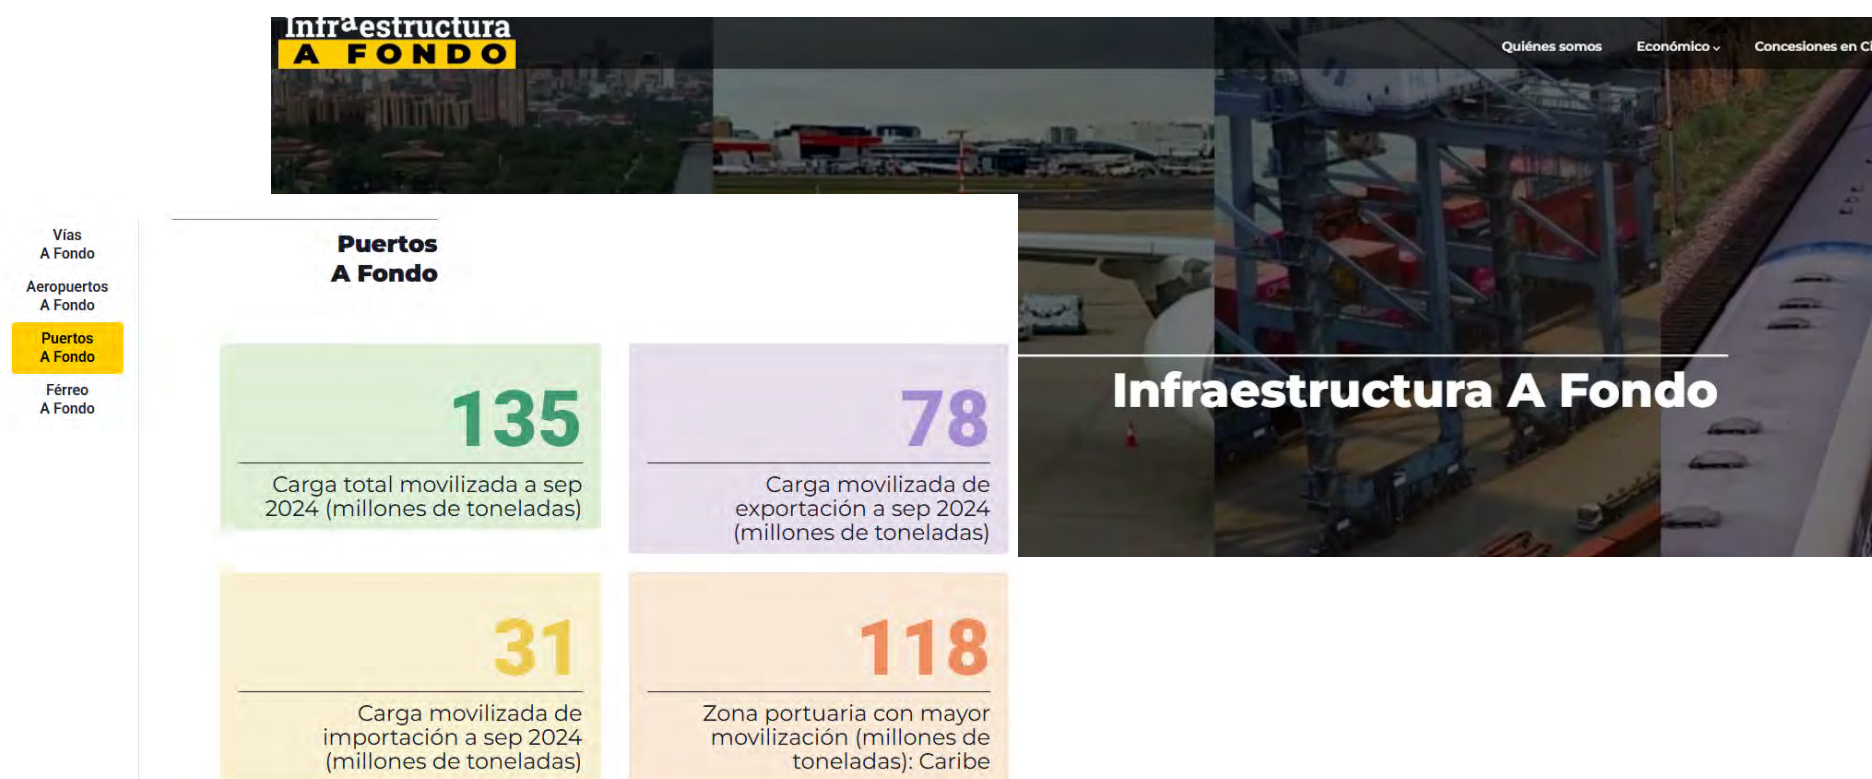 Infraestructura
A FONDO
Quiénes somos
Económico
Concesiones en C
Vías
A Fondo
Aeropuertos
A Fondo
Puertos
A Fondo
Férreo
A Fondo
Puertos
A Fondo
135
Carga total movilizada a sep
2024 (millones de toneladas)
78
Carga movilizada de
exportación a sep 2024
(millones de toneladas)
31
Carga movilizada de
importación a sep 2024
(millones de toneladas)
118
Zona portuaria con mayor
movilización (millones de
toneladas): Caribe
Infraestructura A Fondo